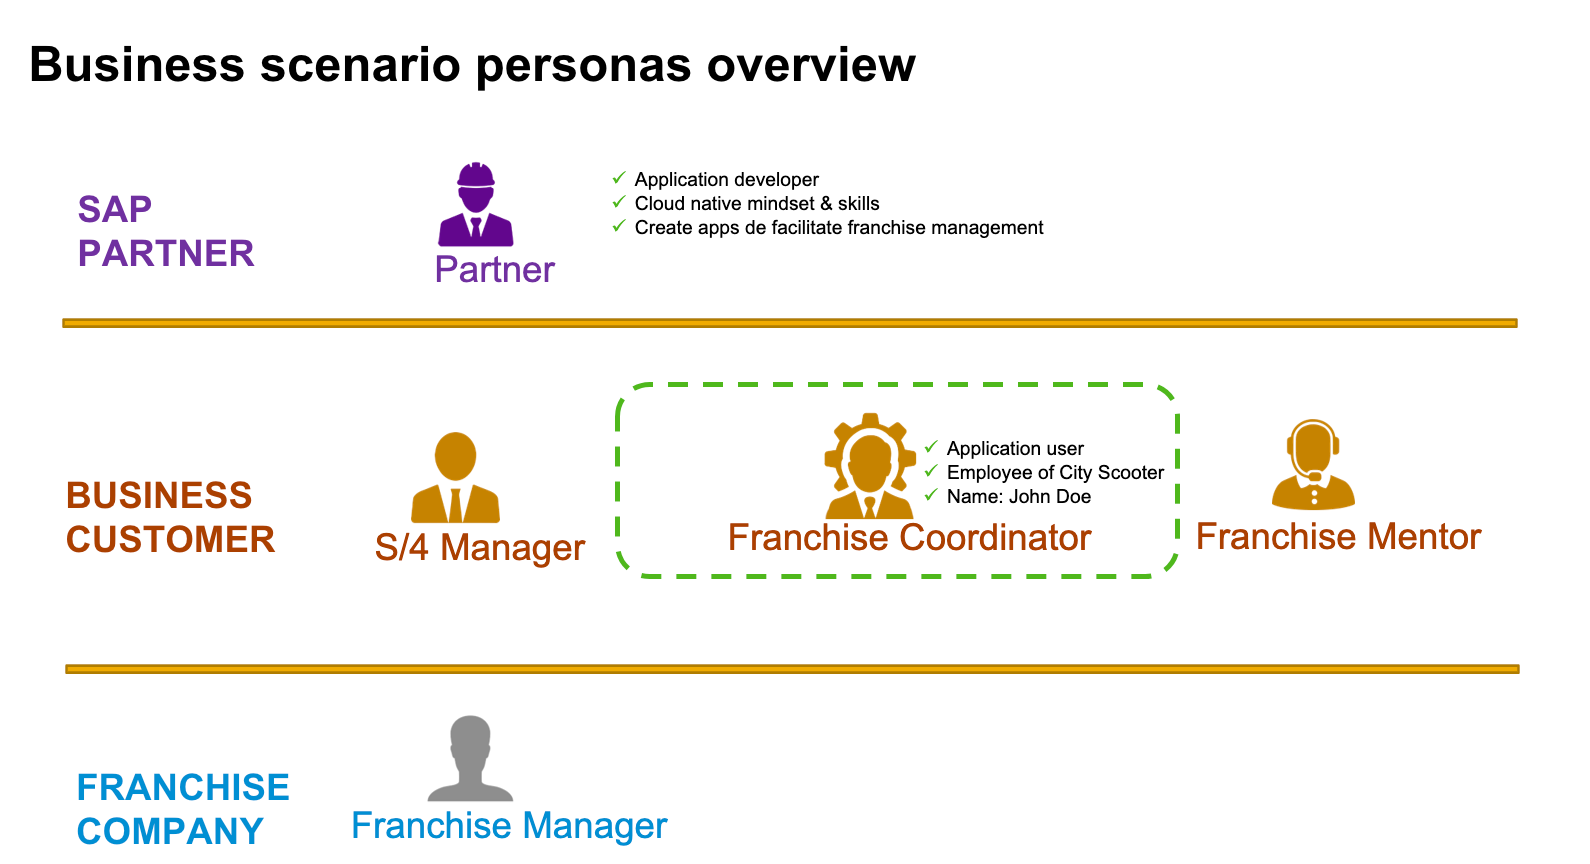 Business scenario personas overview
SAP
PARTNER
Partner
Application developer
Cloud native mindset & skills
Create apps de facilitate franchise management
BUSINESS
CUSTOMER
S/4 Manager
Application user
Employee of City Scooter
Name: John Doe
Franchise Coordinator
Franchise Mentor
FRANCHISE
COMPANY
Franchise Manager